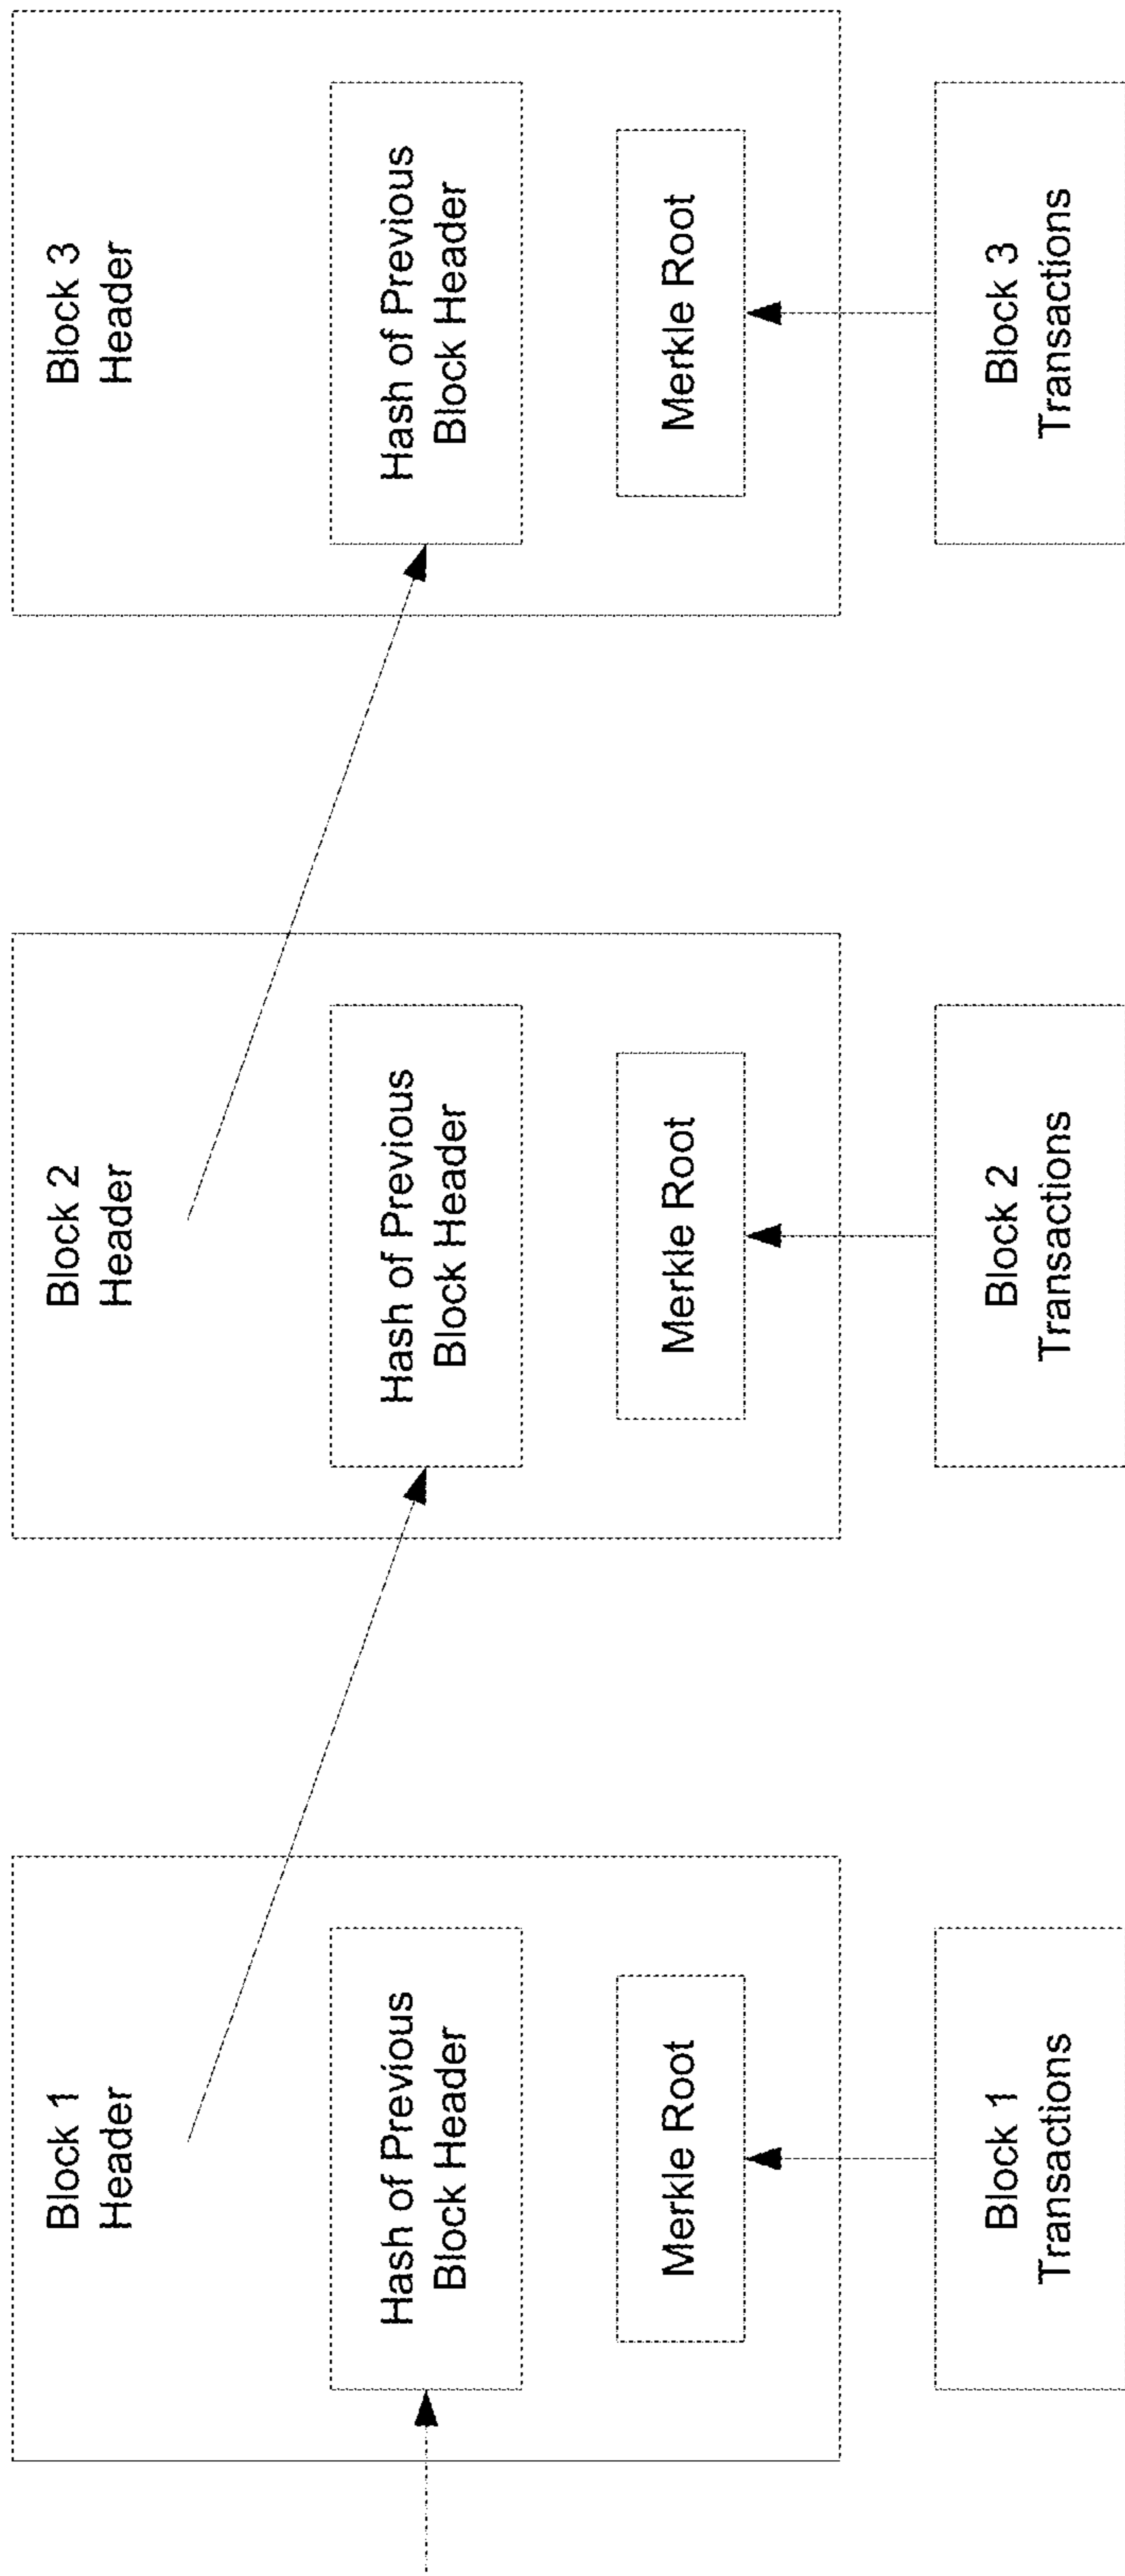 Block 1
Header
Hash of Previous
Block Header
Merkle Root
Block 1
Transactions
Block 2
Header
Hash of Previous
Block Header
Merkle Root
Block 2
Transactions
Block 3
Header
Hash of Previous
Block Header
Merkle Root
Block 3
Transactions